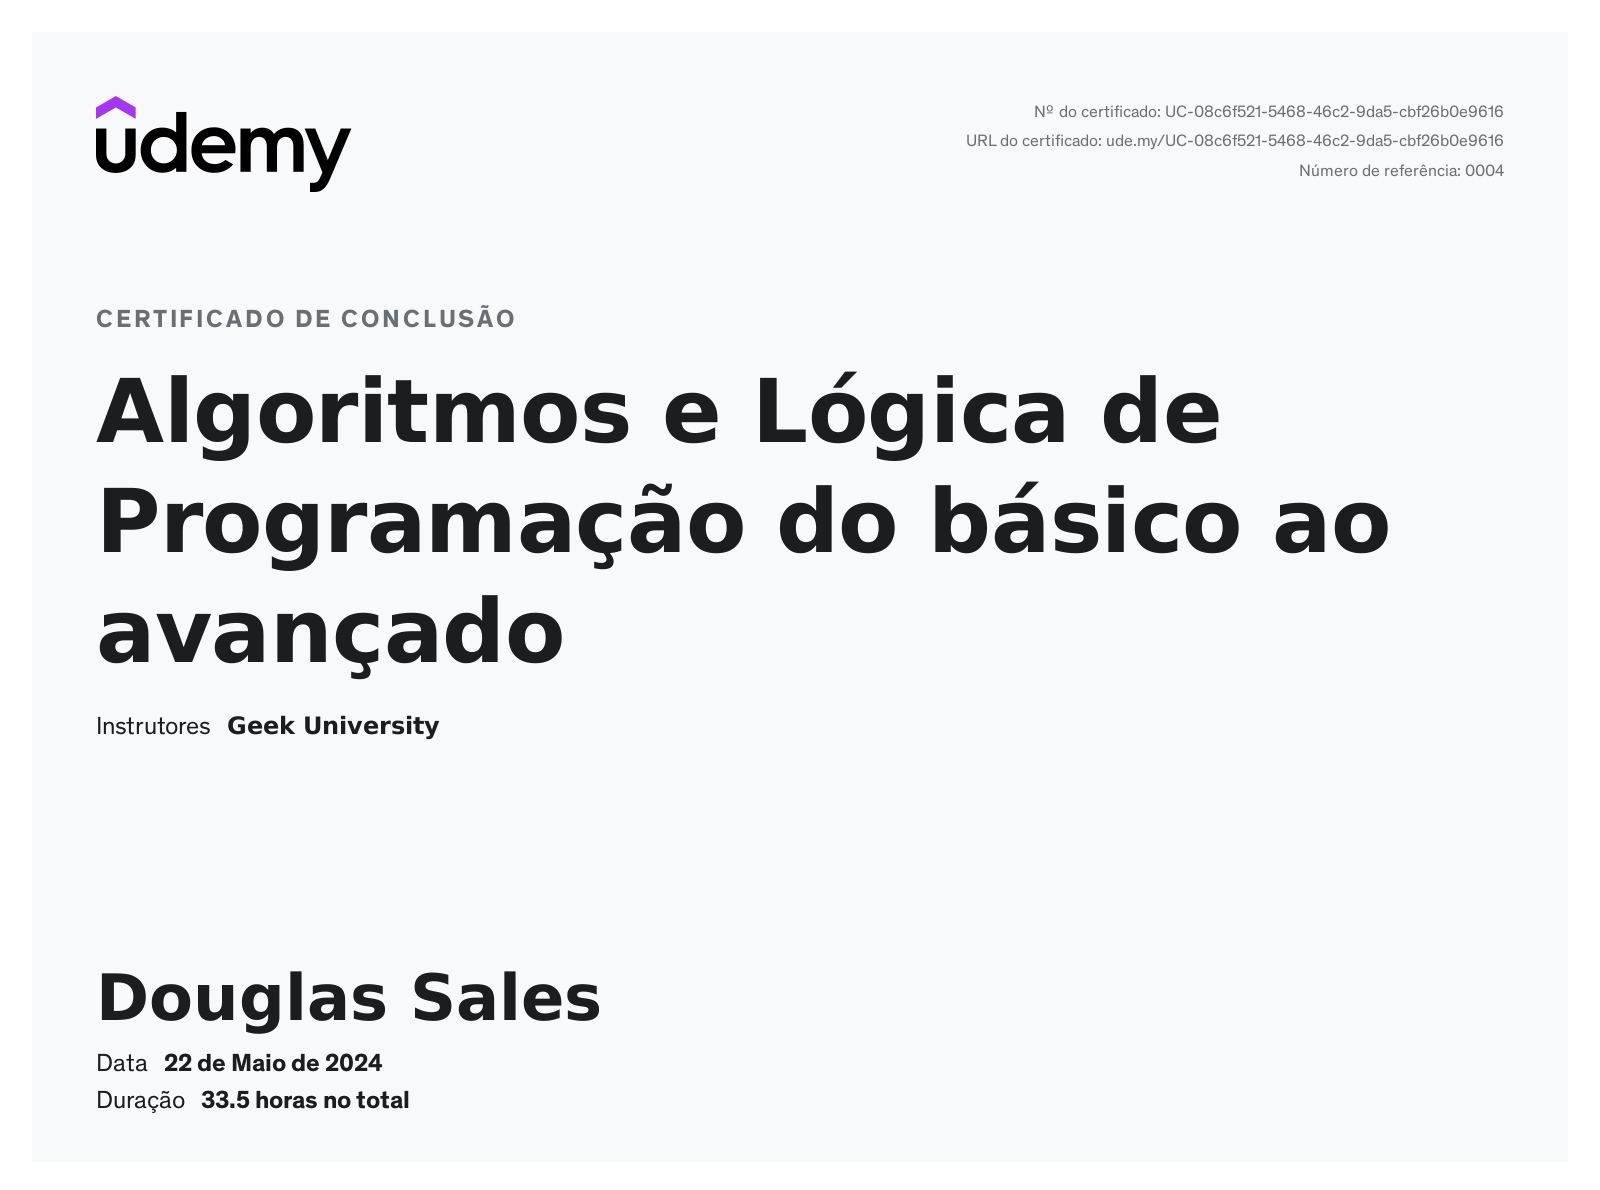 udemy
Nº do certificado: UC-08c6f521-5468-46c2-9da5-cbf26b0e9616
URL do certificado: ude.my/UC-08c6f521-5468-46c2-9da5-cbf26b0e9616
Número de referência: 0004
CERTIFICADO DE CONCLUSÃO
Algoritmos e Lógica de
Programação do básico ao
avançado
Instrutores Geek University
Douglas Sales
Data 22 de Maio de 2024
Duração 33.5 horas no total